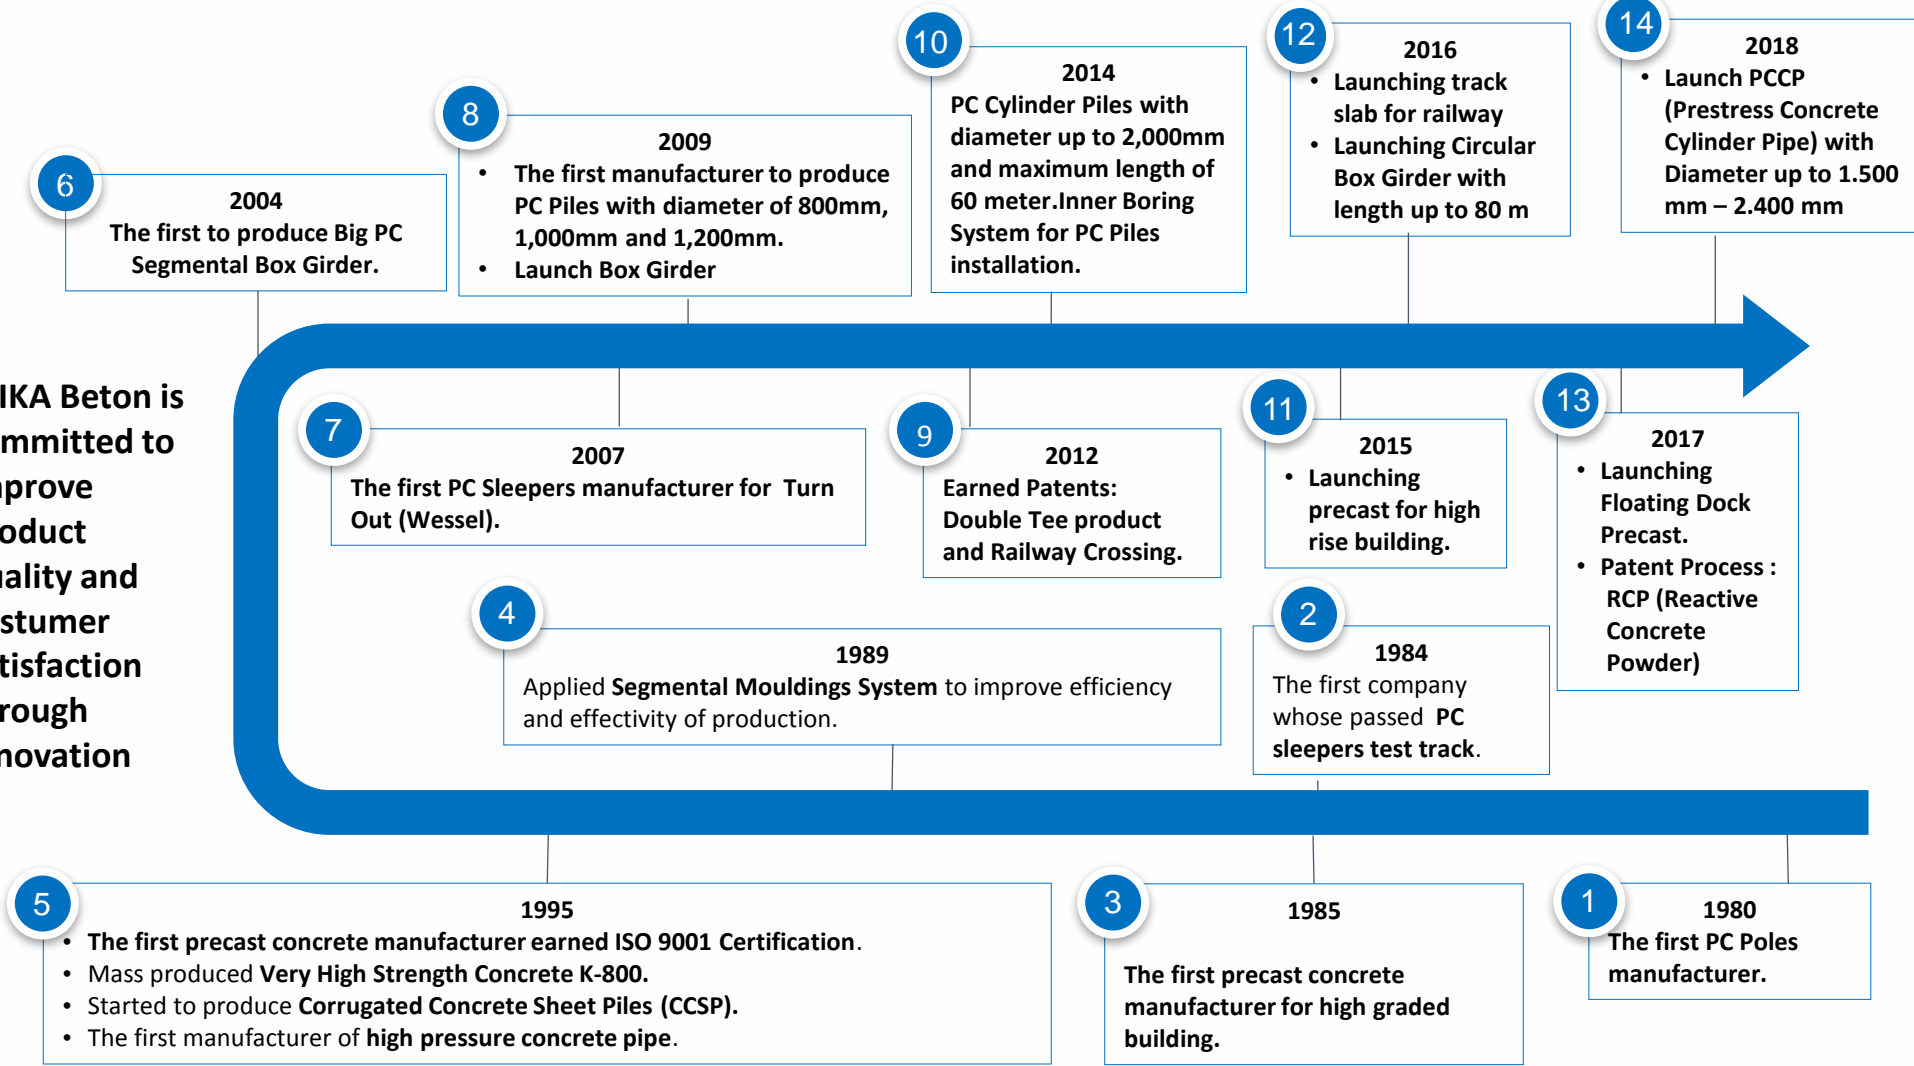 6
2004
The first to produce Big PC
Segmental Box Girder.
8
2009
• The first manufacturer to produce
PC Piles with diameter of 800mm,
1,000mm and 1,200mm.
• Launch Box Girder
10
2014
PC Cylinder Piles with
diameter up to 2,000mm
and maximum length of
60 meter.Inner Boring
System for PC Piles
installation.
12
2016
• Launching track
slab for railway
• Launching Circular
Box Girder with
length up to 80 m
14
2018
• Launch PCCP
(Prestress Concrete
Cylinder Pipe) with
Diameter up to 1.500
mm – 2.400 mm
IKA Beton is
mmitted to
prove
oduct
ality and
stumer
tisfaction
rough
novation
7
2007
The first PC Sleepers manufacturer for Turn
Out (Wessel).
9
2012
Earned Patents:
Double Tee product
and Railway Crossing.
11
2015
• Launching
precast for high
rise building.
13
2017
• Launching
Floating Dock
Precast.
• Patent Process :
RCP (Reactive
Concrete
Powder)
4
1989
Applied Segmental Mouldings System to improve efficiency
and effectivity of production.
2
1984
The first company
whose passed PC
sleepers test track.
5
1995
• The first precast concrete manufacturer earned ISO 9001 Certification.
• Mass produced Very High Strength Concrete K-800.
• Started to produce Corrugated Concrete Sheet Piles (CCSP).
• The first manufacturer of high pressure concrete pipe.
3
1985
The first precast concrete
manufacturer for high graded
building.
1
1980
The first PC Poles
manufacturer.